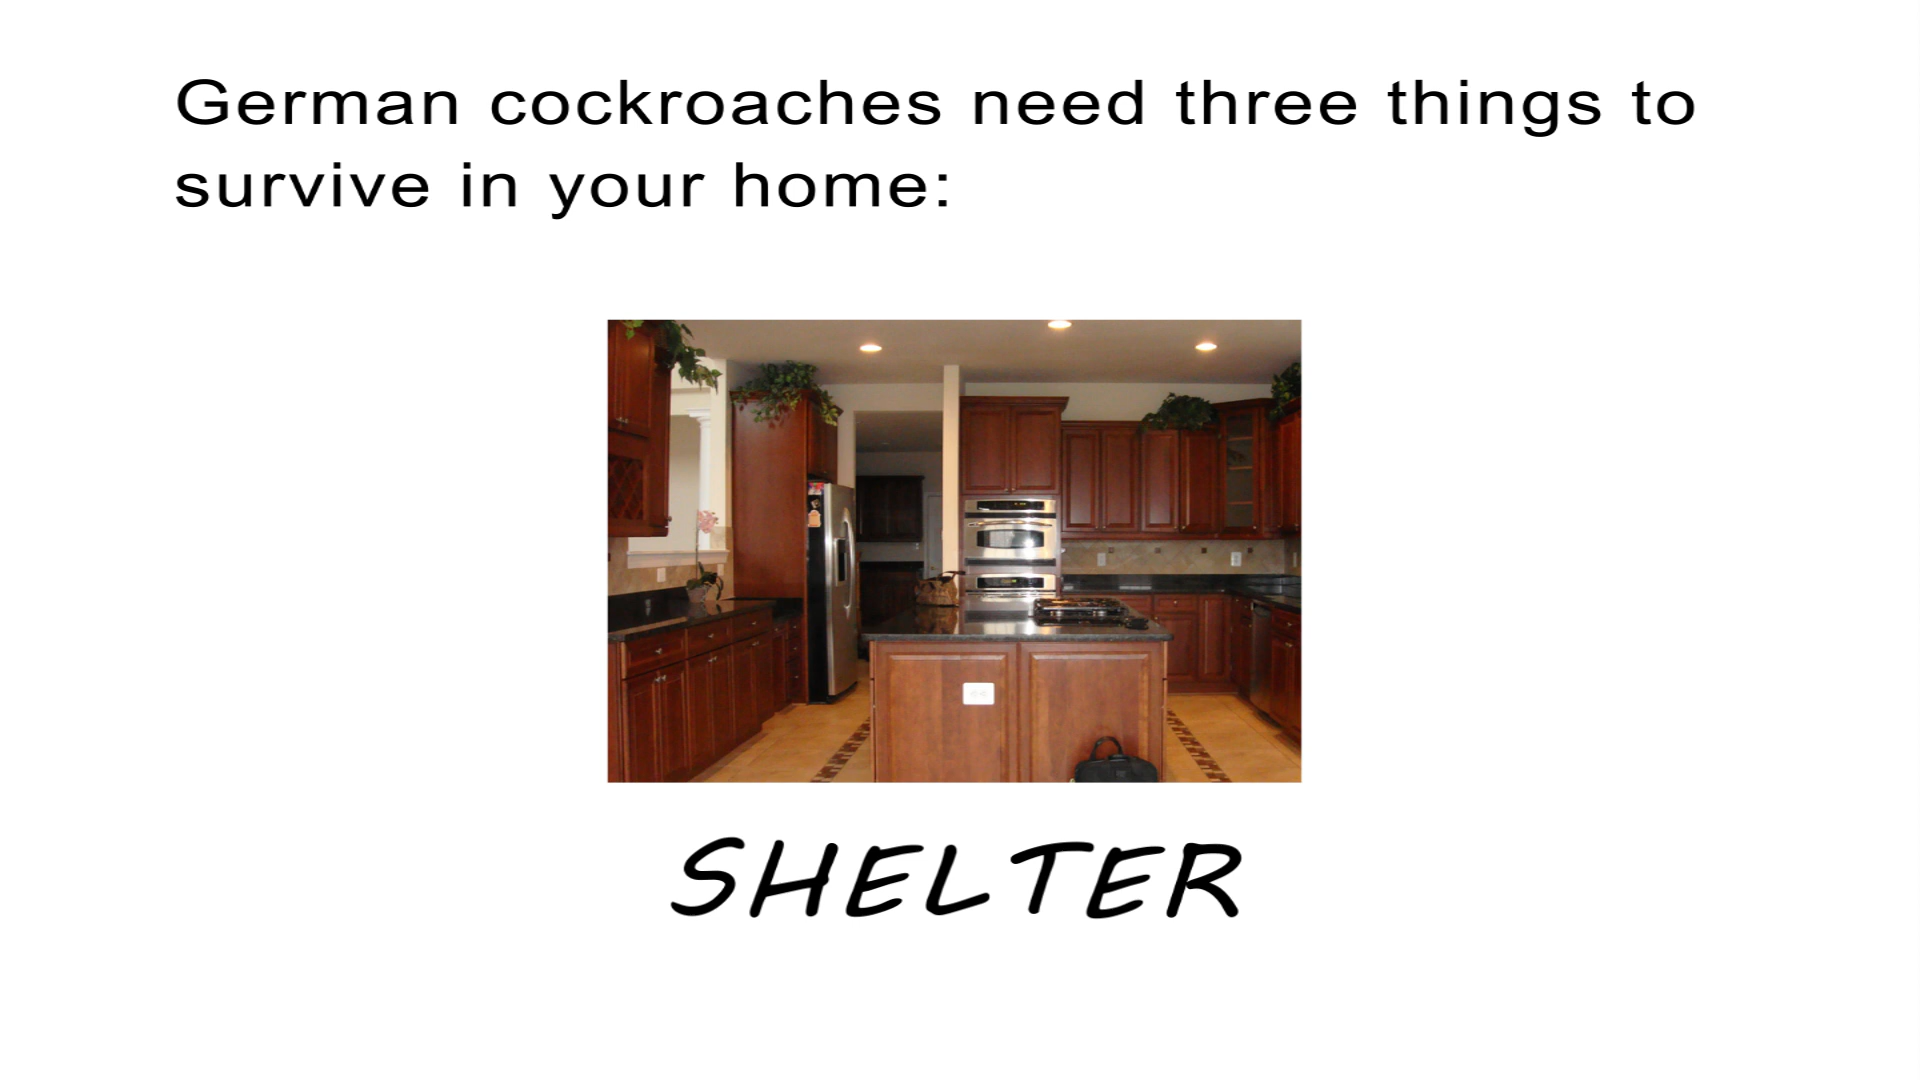 German cockroaches need three things to
survive in your home:
SHELTER